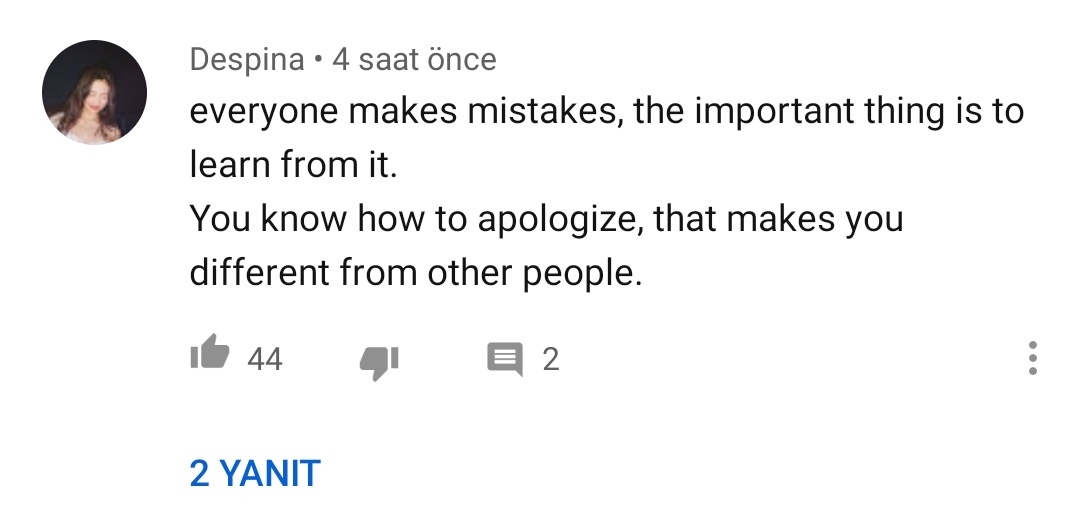 Despina • 4 saat önce
everyone makes mistakes, the important thing is to
learn from it.
You know how to apologize, that makes you
different from other people.
44
2
2 YANIT